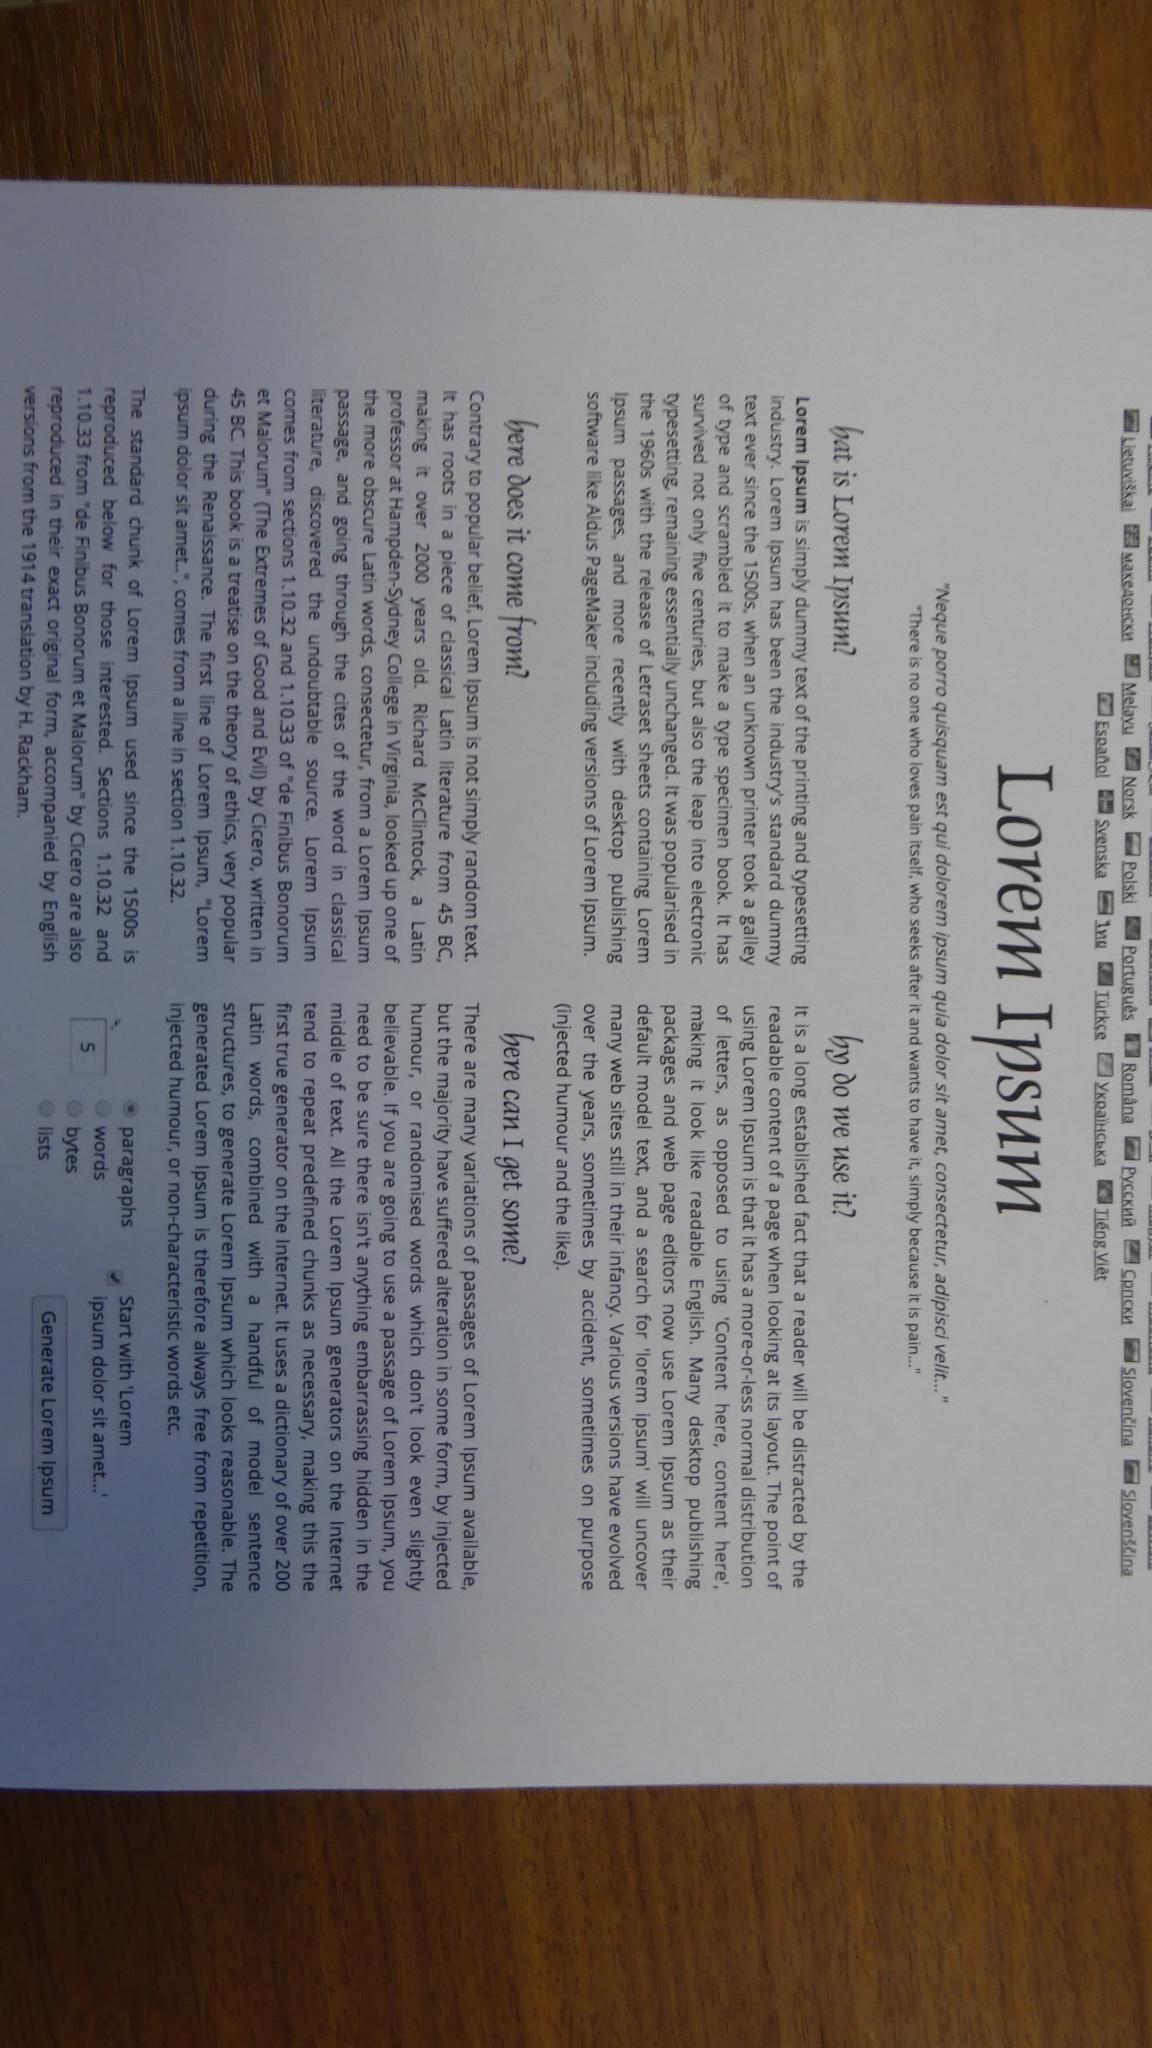 Lietuviškai македонски Melayu Norsk Polski Português Româna Русский Српски Slovenčina Slovenščina
Español Svenska ไทย Türkçe Українська Tiếng Việt
Lorem Ipsum
"Neque porro quisquam est qui dolorem ipsum quia dolor sit amet, consectetur, adipisci velit..."
"There is no one who loves pain itself, who seeks after it and wants to have it, simply because it is pain..."
hat is Lorem Ipsum?
Lorem Ipsum is simply dummy text of the printing and typesetting
industry. Lorem Ipsum has been the industry's standard dummy
text ever since the 1500s, when an unknown printer took a galley
of type and scrambled it to make a type specimen book. It has
survived not only five centuries, but also the leap into electronic
typesetting, remaining essentially unchanged. It was popularised in
the 1960s with the release of Letraset sheets containing Lorem
Ipsum passages, and more recently with desktop publishing
software like Aldus PageMaker including versions of Lorem Ipsum.
here does it come from?
Contrary to popular belief, Lorem Ipsum is not simply random text.
It has roots in a piece of classical Latin literature from 45 BC,
making it over 2000 years old. Richard McClintock, a Latin
professor at Hampden-Sydney College in Virginia, looked up one of
the more obscure Latin words, consectetur, from a Lorem Ipsum
passage, and going through the cites of the word in classical
literature, discovered the undoubtable source. Lorem Ipsum
comes from sections 1.10.32 and 1.10.33 of "de Finibus Bonorum
et Malorum" (The Extremes of Good and Evil) by Cicero, written in
45 BC. This book is a treatise on the theory of ethics, very popular
during the Renaissance. The first line of Lorem Ipsum, "Lorem
ipsum dolor sit amet..", comes from a line in section 1.10.32.
The standard chunk of Lorem Ipsum used since the 1500s is
reproduced below for those interested. Sections 1.10.32 and
1.10.33 from "de Finibus Bonorum et Malorum" by Cicero are also
reproduced in their exact original form, accompanied by English
versions from the 1914 translation by H. Rackham.
hy do we use it?
It is a long established fact that a reader will be distracted by the
readable content of a page when looking at its layout. The point of
using Lorem Ipsum is that it has a more-or-less normal distribution
of letters, as opposed to using 'Content here, content here',
making it look like readable English. Many desktop publishing
packages and web page editors now use Lorem Ipsum as their
default model text, and a search for 'lorem ipsum' will uncover
many web sites still in their infancy. Various versions have evolved
over the years, sometimes by accident, sometimes on purpose
(injected humour and the like).
here can I get some?
There are many variations of passages of Lorem Ipsum available,
but the majority have suffered alteration in some form, by injected
humour, or randomised words which don't look even slightly
believable. If you are going to use a passage of Lorem Ipsum, you
need to be sure there isn't anything embarrassing hidden in the
middle of text. All the Lorem Ipsum generators on the Internet
tend to repeat predefined chunks as necessary, making this the
first true generator on the Internet. It uses a dictionary of over 200
Latin words, combined with a handful of model sentence
structures, to generate Lorem Ipsum which looks reasonable. The
generated Lorem Ipsum is therefore always free from repetition,
injected humour, or non-characteristic words etc.
5
paragraphs
words
bytes
lists
Start with 'Lorem
ipsum dolor sit amet...'
Generate Lorem Ipsum